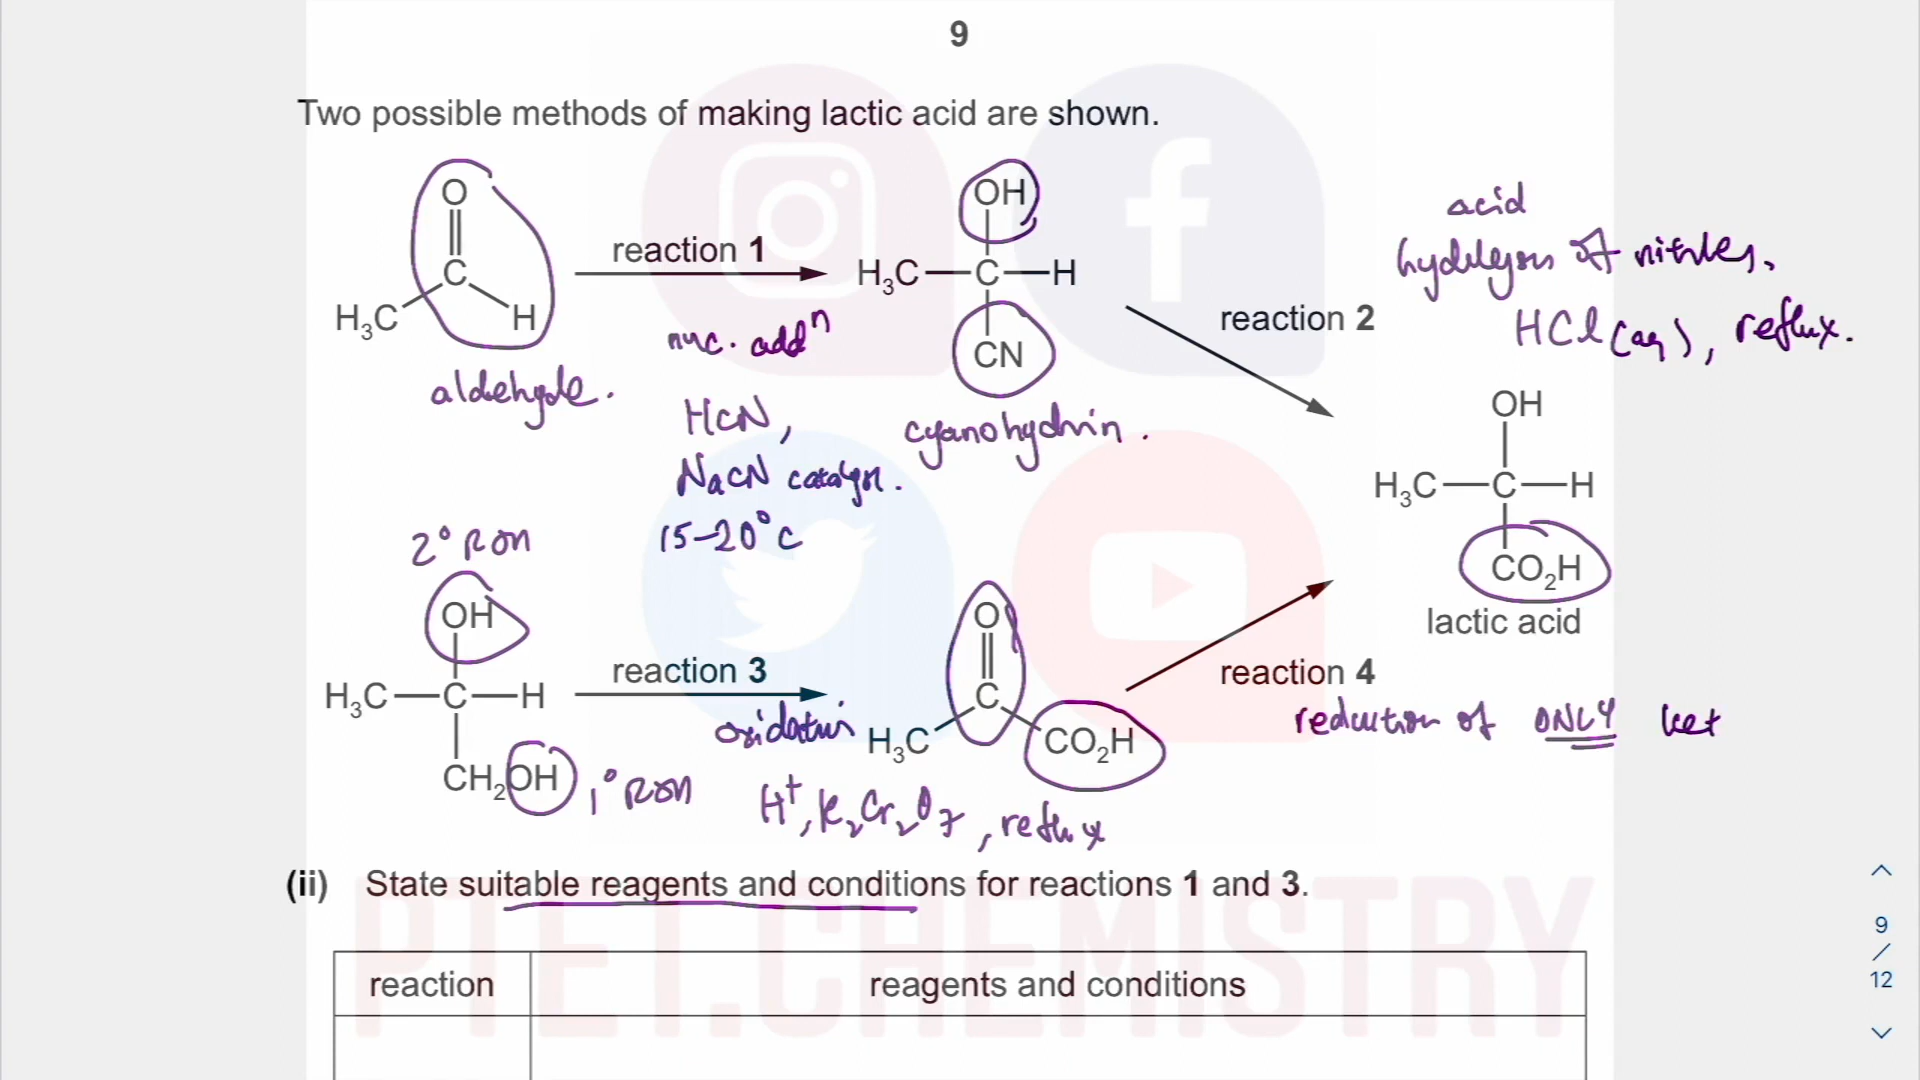 9
Two possible methods of making lactic acid are shown.
O
C
H₃C
H
aldehyde.
reaction 1
nuc. addⁿ
HCN,
NaCN catalyst.
15-20°C
OH
H₃C—C—H
CN
cyanohydrin.
reaction 2
acid
hydrolysis of nitriles.
HCl(aq), reflux.
OH
H₃C—C—H
CO₂H
lactic acid
2° ROH
OH
H₃C—C—H
CH₂OH
1° ROH
reaction 3
oxidation
H⁺, K₂Cr₂O₇, reflux
O
C
H₃C
CO₂H
reaction 4
reduction of ONLY ket
(ii) State suitable reagents and conditions for reactions 1 and 3.
reaction
reagents and conditions
PTET.CHEMISTRY
9
/
12